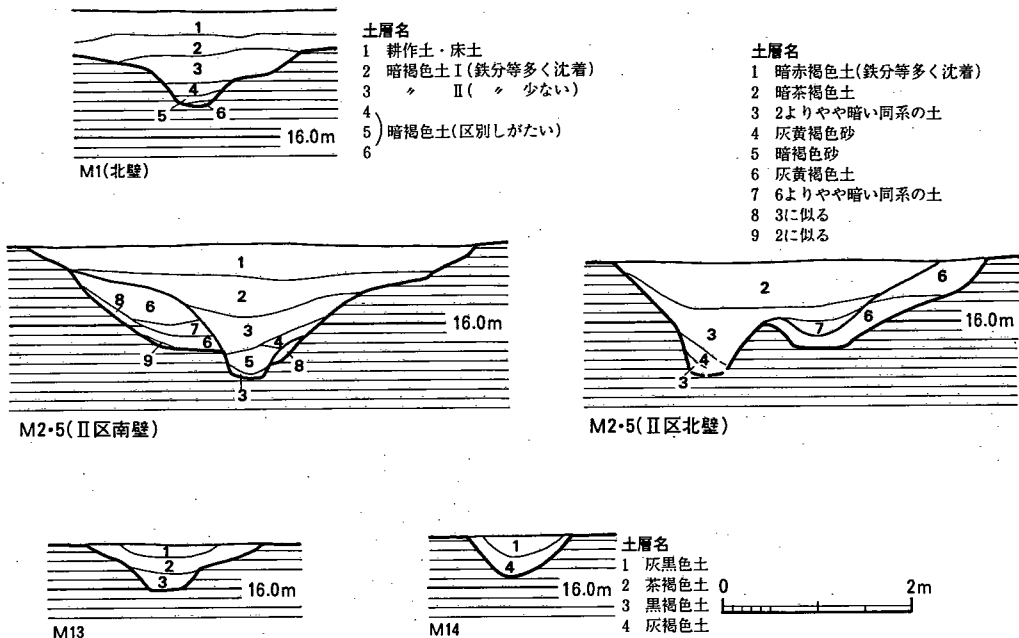 1
2
3
4
5 6
16.0m
M1(北壁)
土層名
1 耕作土・床土
2 暗褐色土Ⅰ(鉄分等多く沈着)
3 〃 Ⅱ(〃 少ない)
4
5 )暗褐色土(区別しがたい)
6
土層名
1 暗赤褐色土(鉄分等多く沈着)
2 暗茶褐色土
3 2よりやや暗い同系の土
4 灰黄褐色砂
5 暗褐色砂
6 灰黄褐色土
7 6よりやや暗い同系の土
8 3に似る
9 2に似る
1
2
8 6
3
7
6 4
9 5 8
3
16.0m
M2・5(Ⅱ区南壁)
6
2
6
3 7
4
3
16.0m
M2・5(Ⅱ区北壁)
1
2
3
16.0m
M13
1
4
16.0m
M14
土層名
1 灰黒色土
2 茶褐色土
3 黒褐色土
4 灰褐色土
0 2m